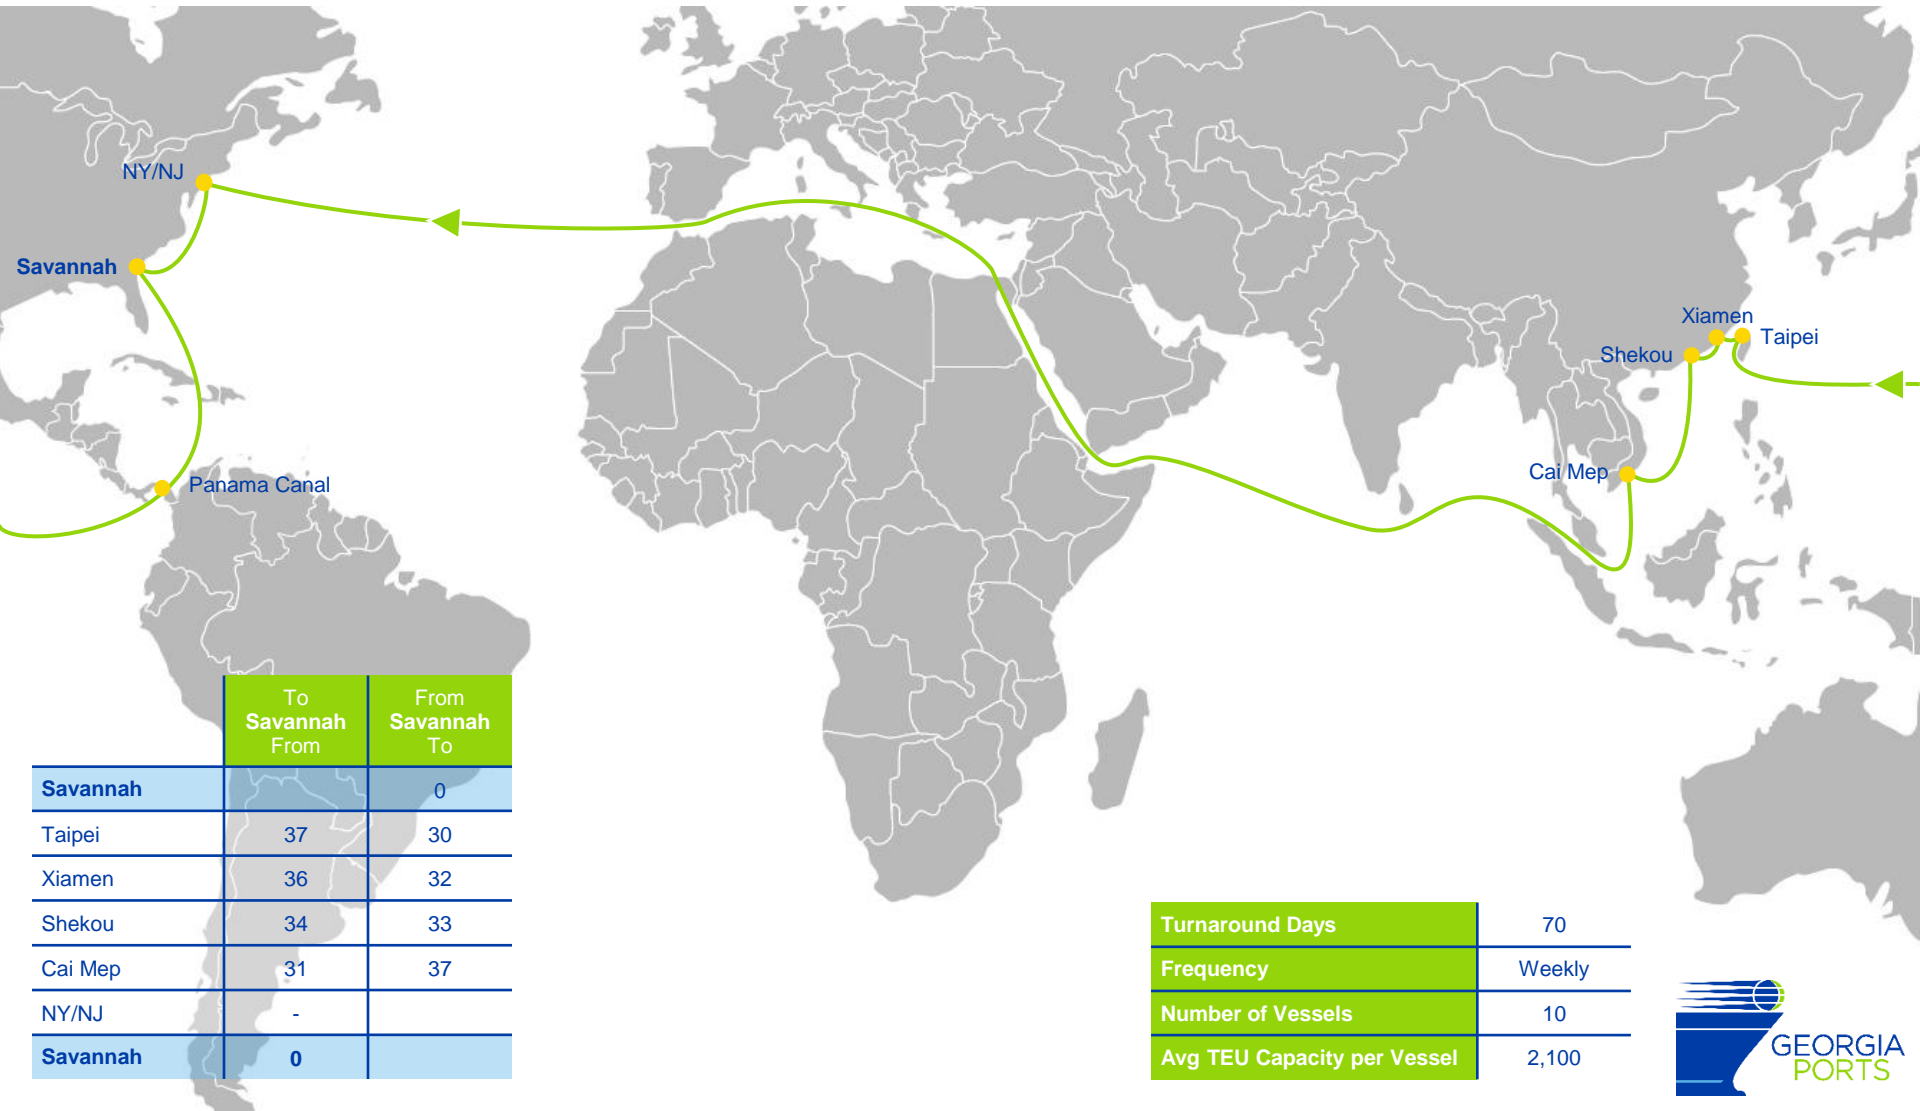 NY/NJ
Savannah
Panama Canal
Xiamen
Taipei
Shekou
Cai Mep
To Savannah From
From Savannah To
Savannah 0
Taipei 37 30
Xiamen 36 32
Shekou 34 33
Cai Mep 31 37
NY/NJ -
Savannah 0
Turnaround Days 70
Frequency Weekly
Number of Vessels 10
Avg TEU Capacity per Vessel 2,100
GEORGIA
PORTS